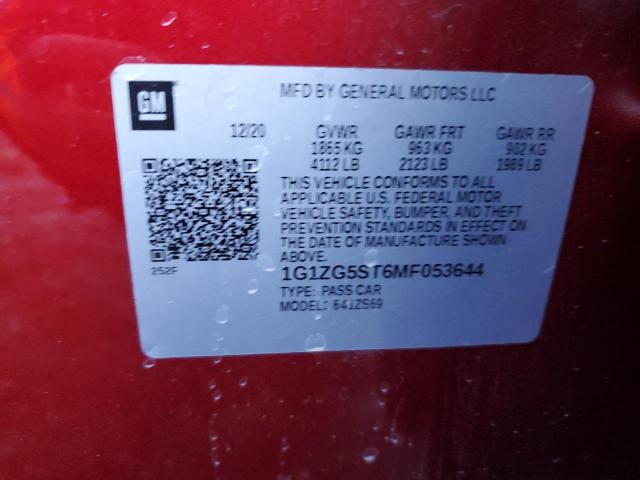 GM
MFD BY GENERAL MOTORS LLC
12/20 GVWR GAWR FRT GAWR RR
1865 KG 963 KG 902 KG
4112 LB 2123 LB 1989 LB
THIS VEHICLE CONFORMS TO ALL
APPLICABLE U.S. FEDERAL MOTOR
VEHICLE SAFETY, BUMPER, AND THEFT
PREVENTION STANDARDS IN EFFECT ON
THE DATE OF MANUFACTURE SHOWN
ABOVE.
252F
1G1ZG5ST6MF053644
TYPE: PASS CAR
MODEL: 641ZS69